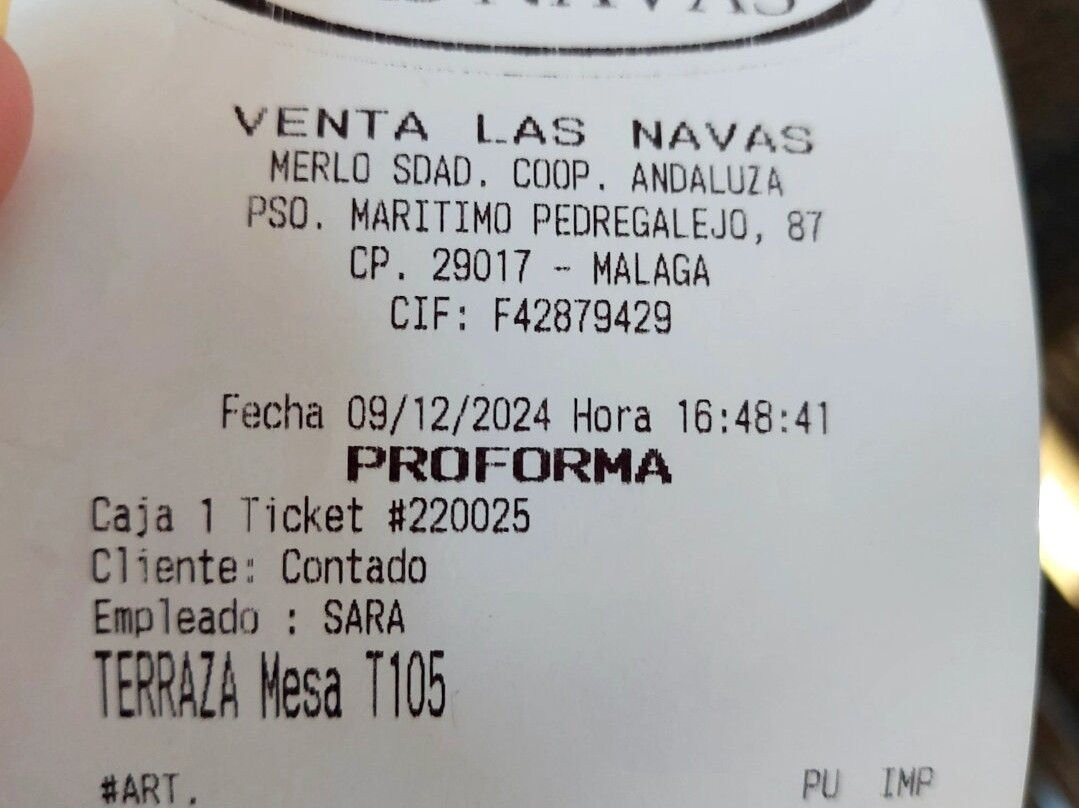 NAVAS
VENTA LAS NAVAS
MERLO SDAD. COOP. ANDALUZA
PSO. MARITIMO PEDREGALEJO, 87
CP. 29017 - MALAGA
CIF: F42879429
Fecha 09/12/2024 Hora 16:48:41
PROFORMA
Caja 1 Ticket #220025
Cliente: Contado
Empleado : SARA
TERRAZA Mesa T105
#ART. PU IMP